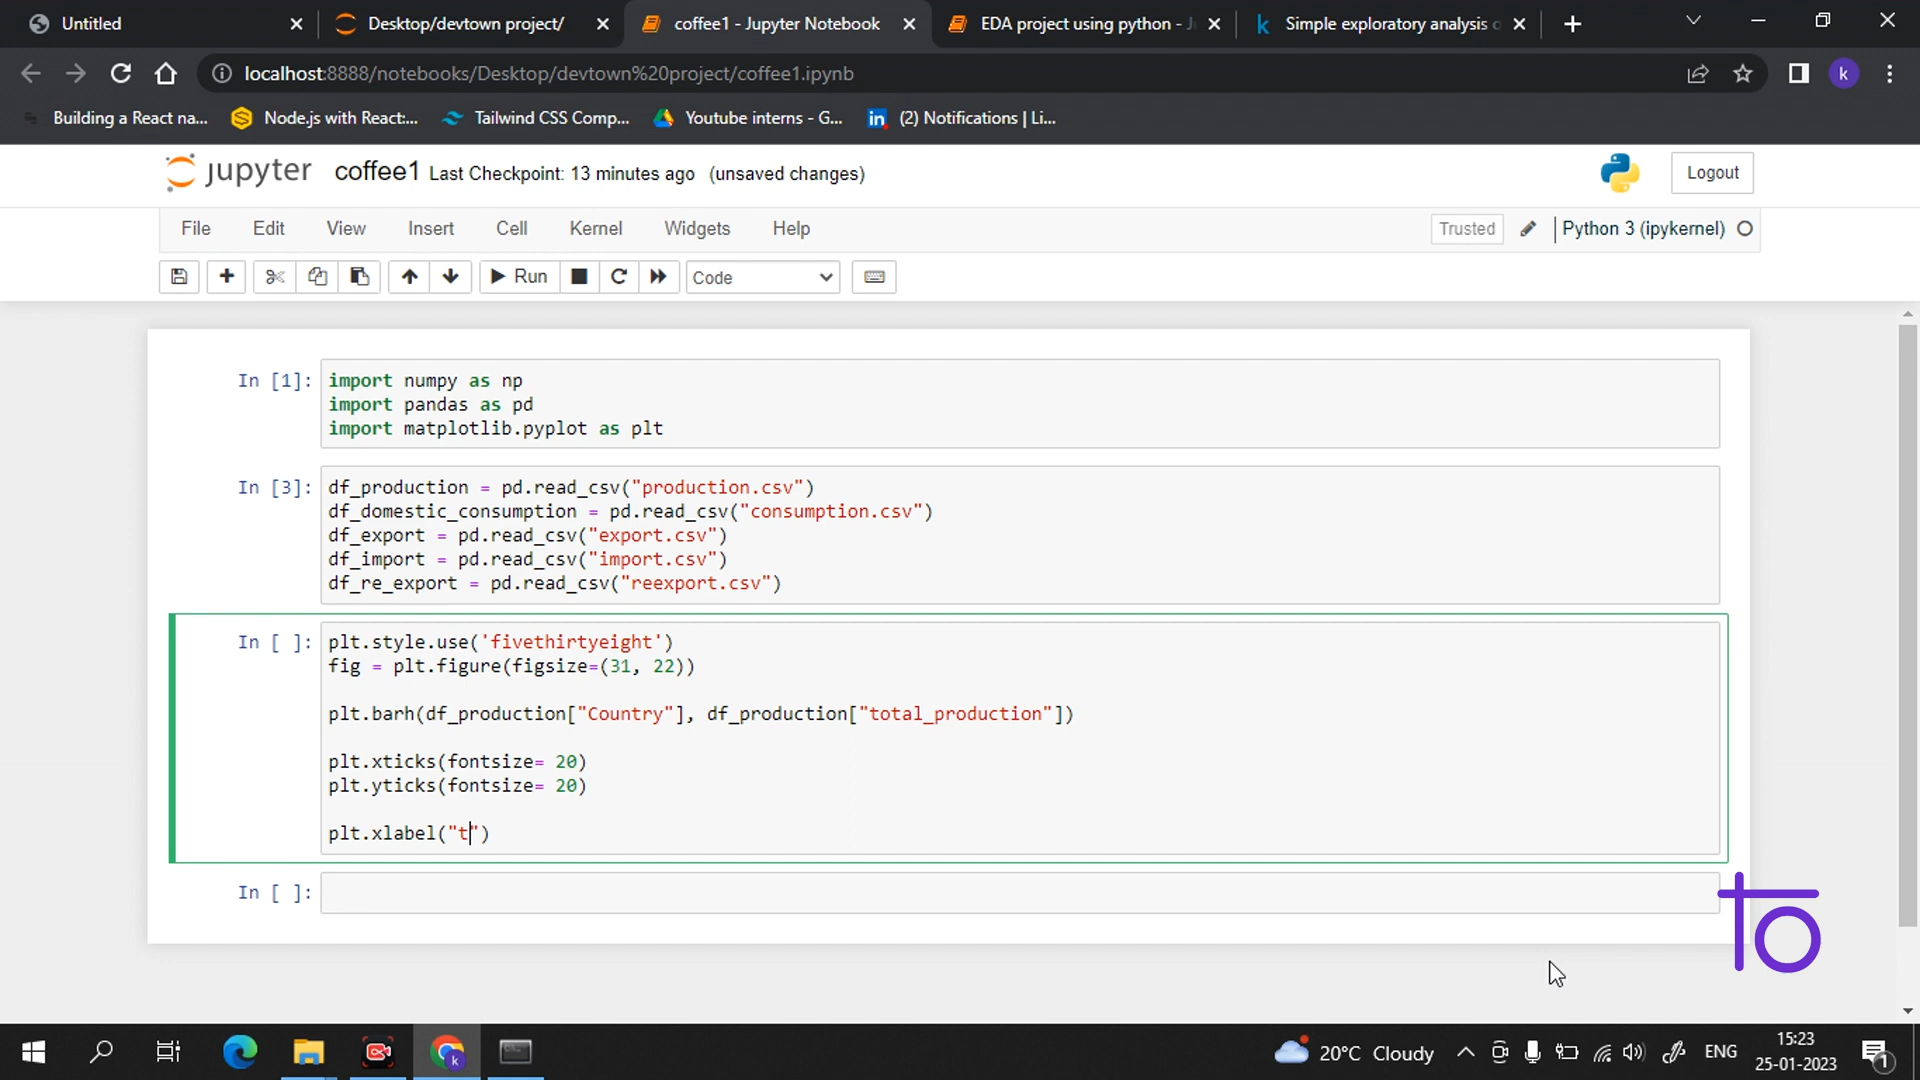 Untitled
Desktop/devtown project/
coffee1 - Jupyter Notebook
EDA project using python - Ju
k
Simple exploratory analysis o
localhost:8888/notebooks/Desktop/devtown%20project/coffee1.ipynb
k
Building a React na...
Node.js with React:...
Tailwind CSS Comp...
Youtube interns - G...
in
(2) Notifications | Li...
jupyter
coffee1
Last Checkpoint: 13 minutes ago (unsaved changes)
Logout
File
Edit
View
Insert
Cell
Kernel
Widgets
Help
Trusted
Python 3 (ipykernel)
Run
Code
In [1]:
import numpy as np
import pandas as pd
import matplotlib.pyplot as plt
In [3]:
df_production = pd.read_csv("production.csv")
df_domestic_consumption = pd.read_csv("consumption.csv")
df_export = pd.read_csv("export.csv")
df_import = pd.read_csv("import.csv")
df_re_export = pd.read_csv("reexport.csv")
In [ ]:
plt.style.use('fivethirtyeight')
fig = plt.figure(figsize=(31, 22))
plt.barh(df_production["Country"], df_production["total_production"])
plt.xticks(fontsize= 20)
plt.yticks(fontsize= 20)
plt.xlabel("t")
In [ ]:
20°C Cloudy
ENG
15:23
25-01-2023
1
k